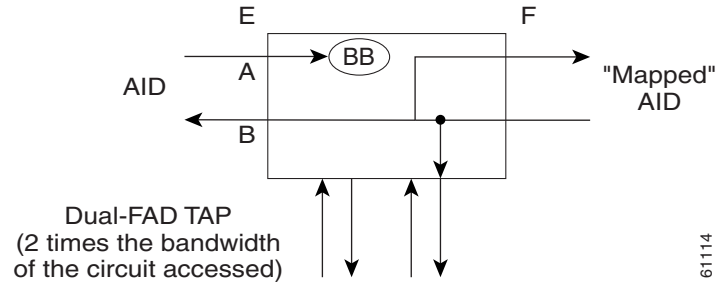 E
F
BB
A
AID
"Mapped"
AID
B
Dual-FAD TAP
(2 times the bandwidth
of the circuit accessed)
61114